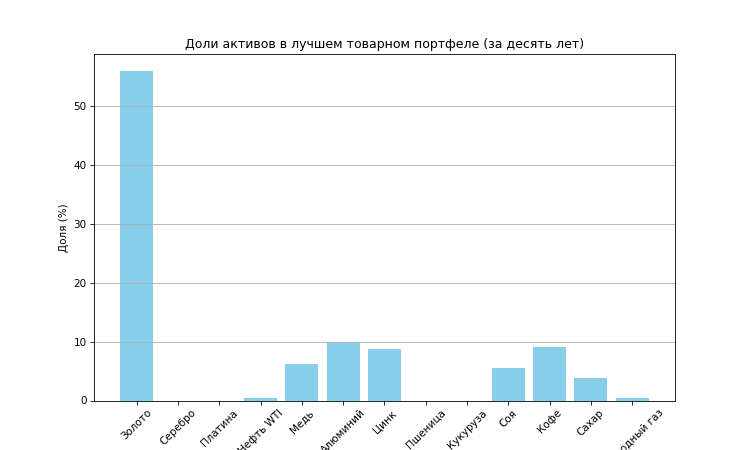 Доли активов в лучшем товарном портфеле (за десять лет)
Доля (%)
50
40
30
20
10
0
Золото
Серебро
Платина
Нефть WTI
Медь
Алюминий
Цинк
Пшеница
Кукуруза
Соя
Кофе
Сахар
одный газ